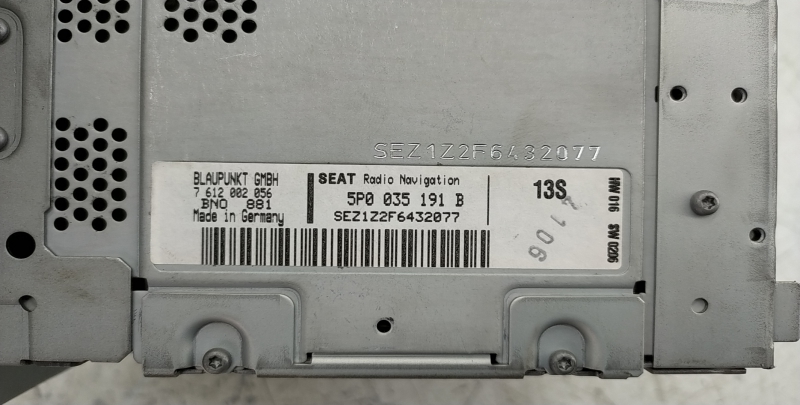 SEZ1Z2F6432077
BLAUPUNKT GMBH
7 612 002 056
BNO 881
Made in Germany
SEAT Radio Navigation
5P0 035 191 B
SEZ1Z2F6432077
13S
HW 016 SW 0206